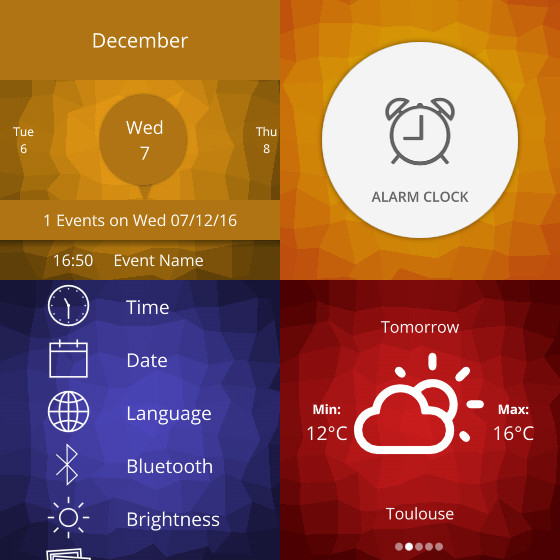 December
Tue
6
Wed
7
Thu
8
1 Events on Wed 07/12/16
16:50 Event Name
ALARM CLOCK
Time
Date
Language
Bluetooth
Brightness
Tomorrow
Min:
12°C
Max:
16°C
Toulouse